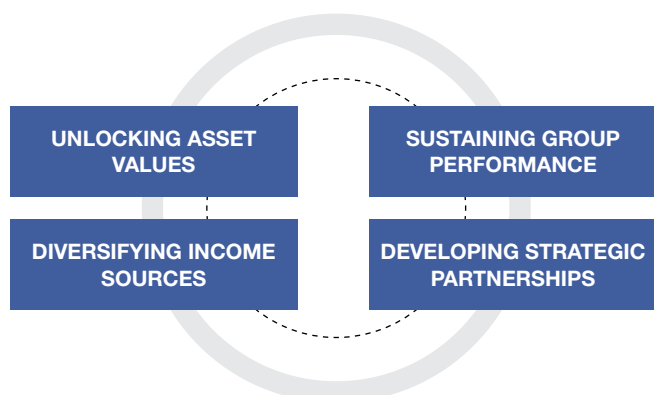 UNLOCKING ASSET
VALUES
SUSTAINING GROUP
PERFORMANCE
DIVERSIFYING INCOME
SOURCES
DEVELOPING STRATEGIC
PARTNERSHIPS